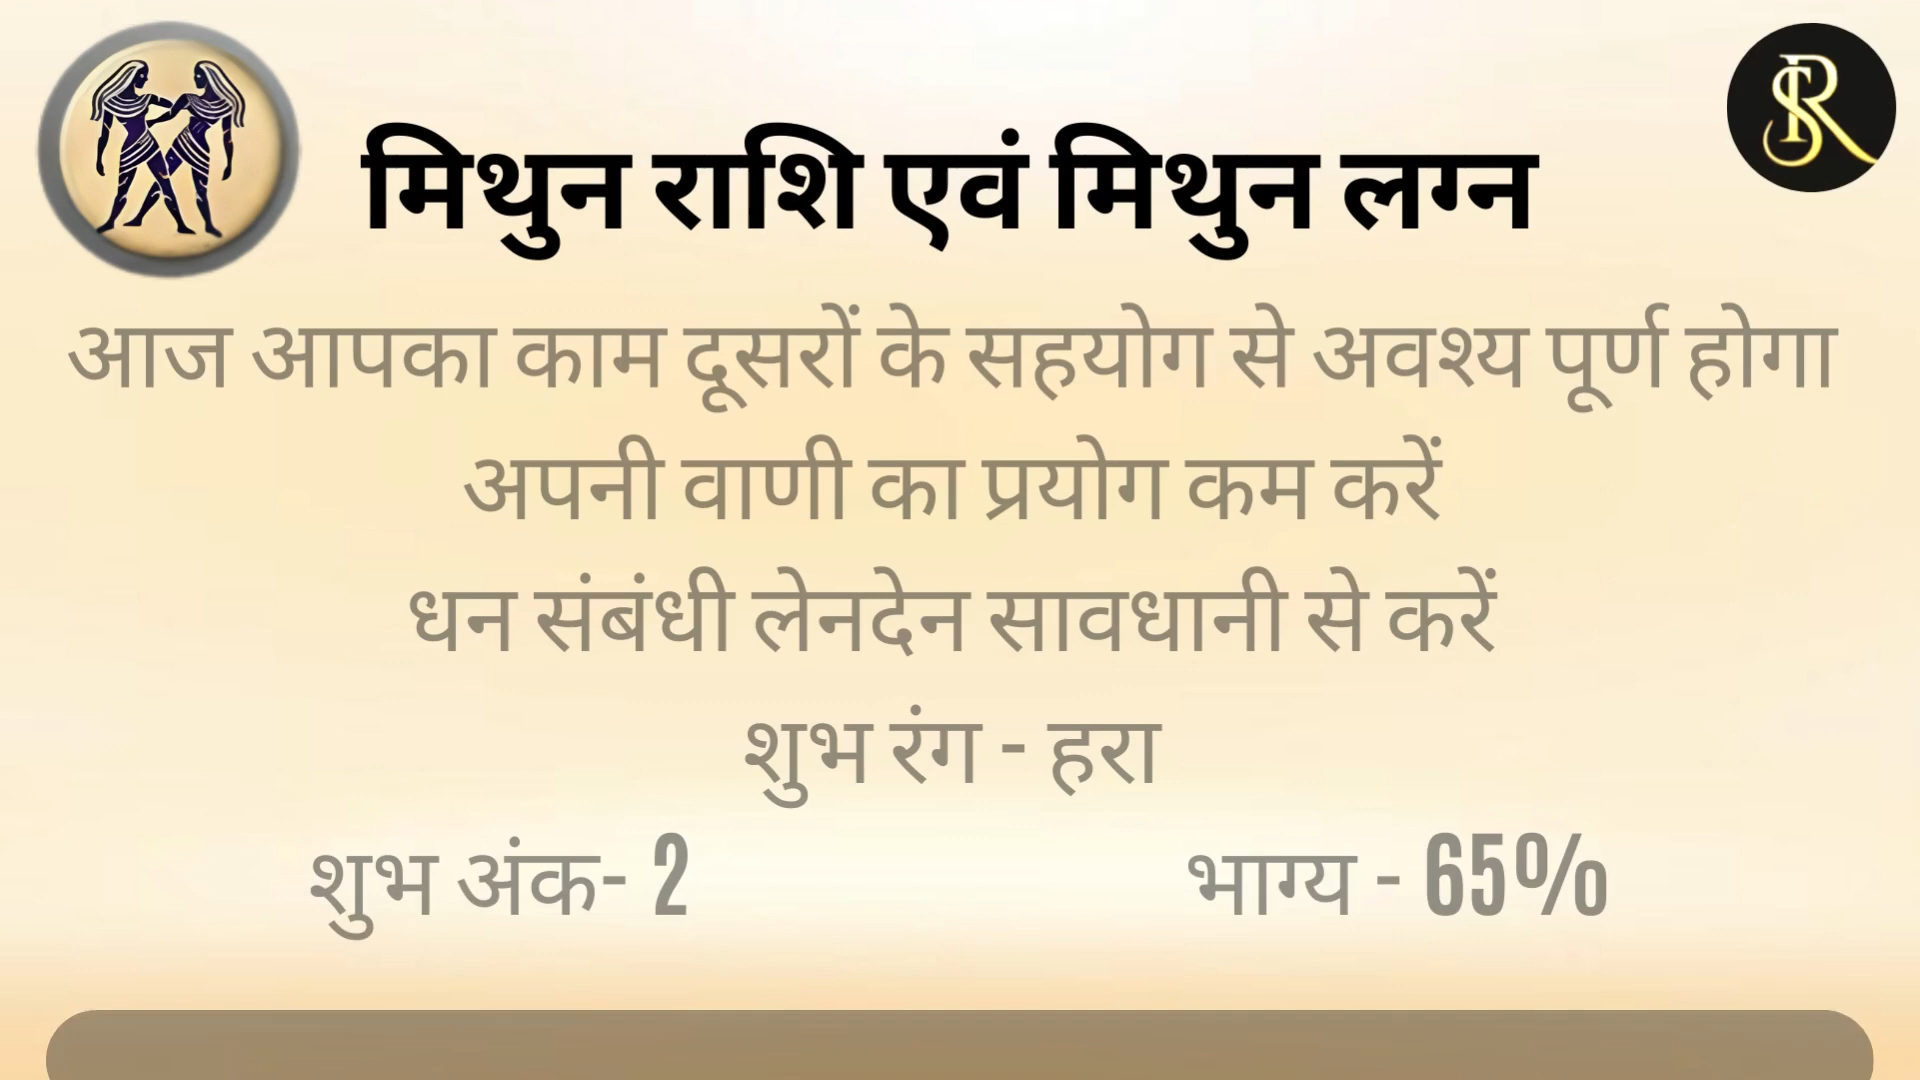 मिथुन राशि एवं मिथुन लग्न
आज आपका काम दूसरों के सहयोग से अवश्य पूर्ण होगा
अपनी वाणी का प्रयोग कम करें
धन संबंधी लेनदेन सावधानी से करें
शुभ रंग - हरा
शुभ अंक- 2 भाग्य - 65%